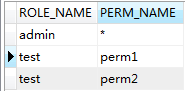 ROLE_NAME PERM_NAME
admin *
test perm1
test perm2